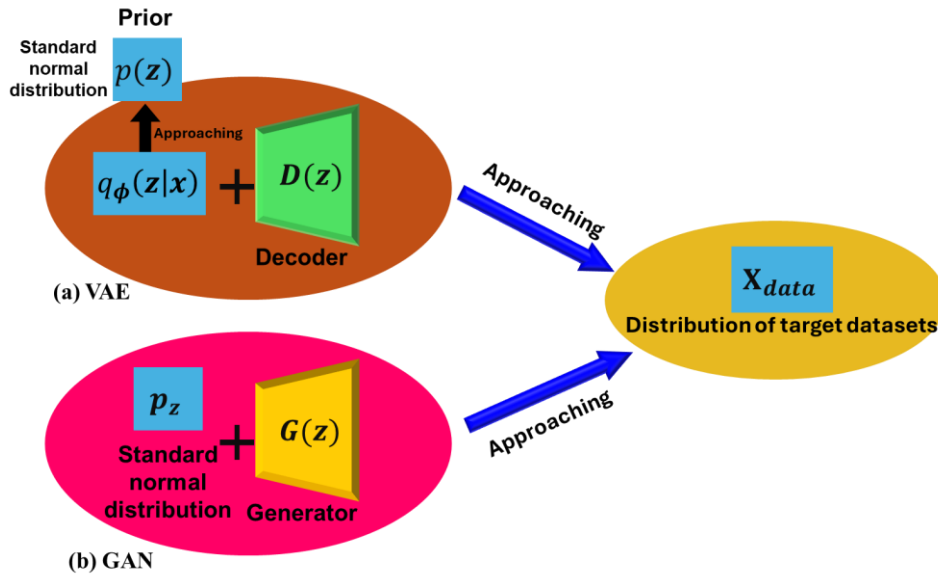 Prior
Standard
normal
distribution
p(z)
Approaching
q_ϕ(z|x)
+
D(z)
Decoder
(a) VAE
Approaching
X_data
Distribution of target datasets
p_z
Standard
normal
distribution
+
G(z)
Generator
(b) GAN
Approaching